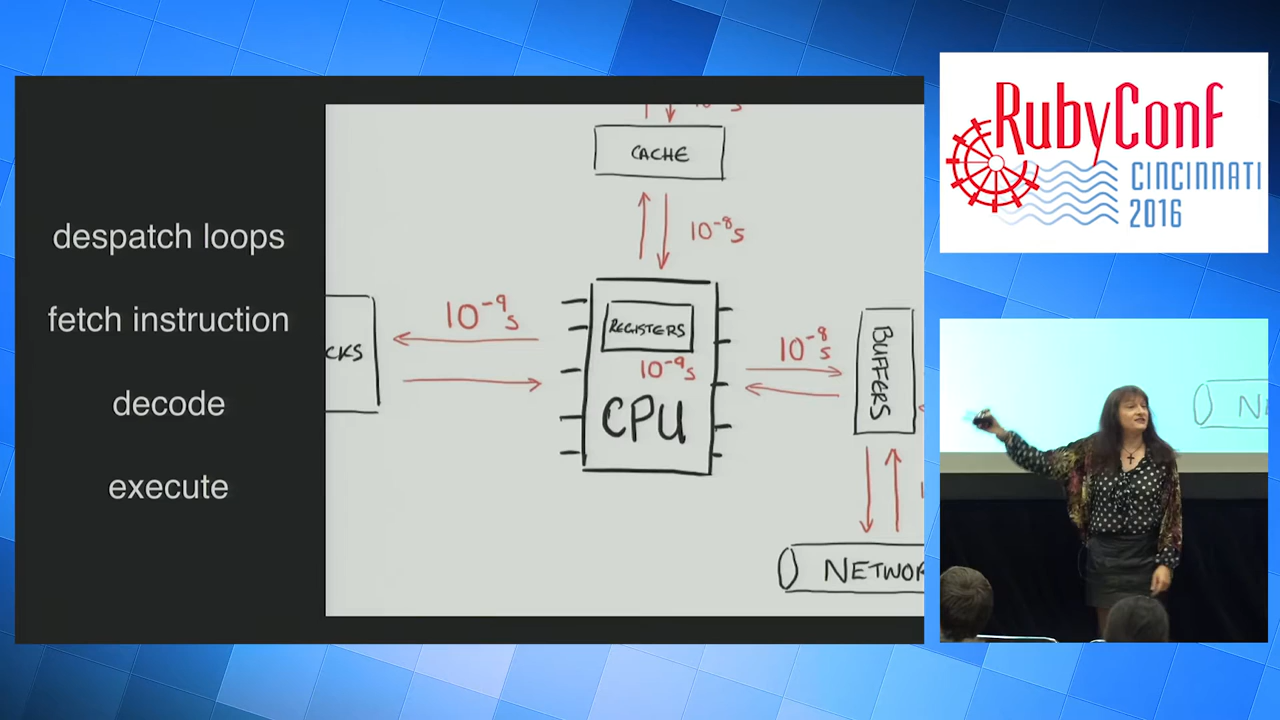 despatch loops
fetch instruction
decode
execute
CACHE
10⁻⁸s
10⁻⁹s
REGISTERS
10⁻⁹s
CPU
10⁻⁸s
BUFFERS
CKS
NETWOR
RubyConf
CINCINNATI
2016
N